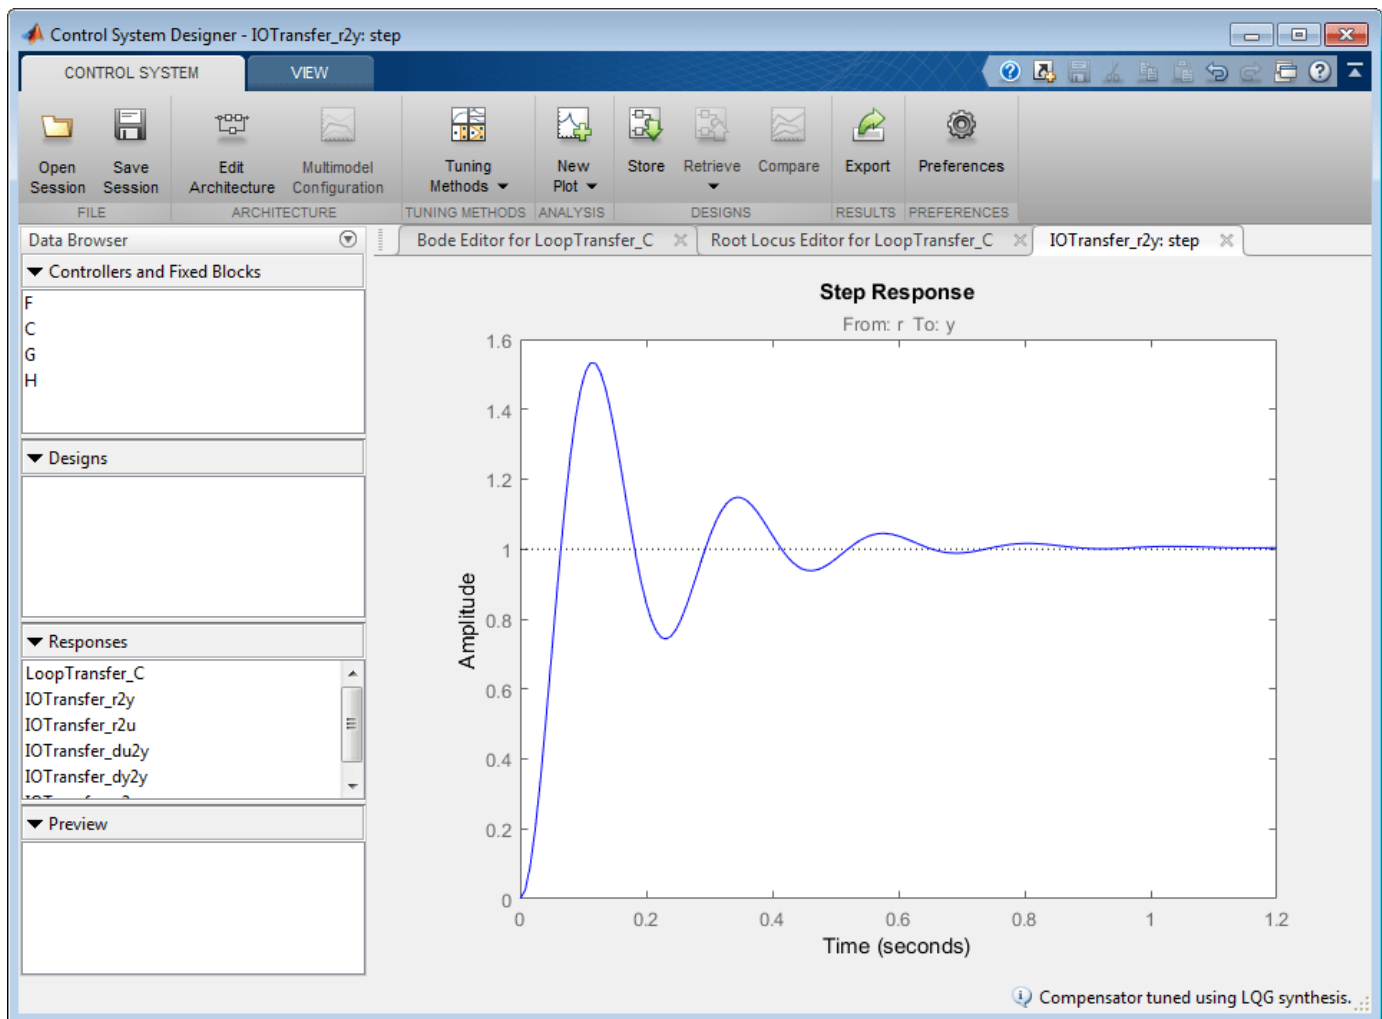 Control System Designer - IOTransfer_r2y: step
CONTROL SYSTEM VIEW
Open Session Save Session Edit Architecture Multimodel Configuration Tuning Methods New Plot Store Retrieve Compare Export Preferences
FILE ARCHITECTURE TUNING METHODS ANALYSIS DESIGNS RESULTS PREFERENCES
Data Browser
Bode Editor for LoopTransfer_C Root Locus Editor for LoopTransfer_C IOTransfer_r2y: step
Controllers and Fixed Blocks
F
C
G
H
Designs
Responses
LoopTransfer_C
IOTransfer_r2y
IOTransfer_r2u
IOTransfer_du2y
IOTransfer_dy2y
Preview
Step Response
From: r To: y
1.6
1.4
1.2
1
0.8
0.6
0.4
0.2
0
Amplitude
0 0.2 0.4 0.6 0.8 1 1.2
Time (seconds)
Compensator tuned using LQG synthesis.